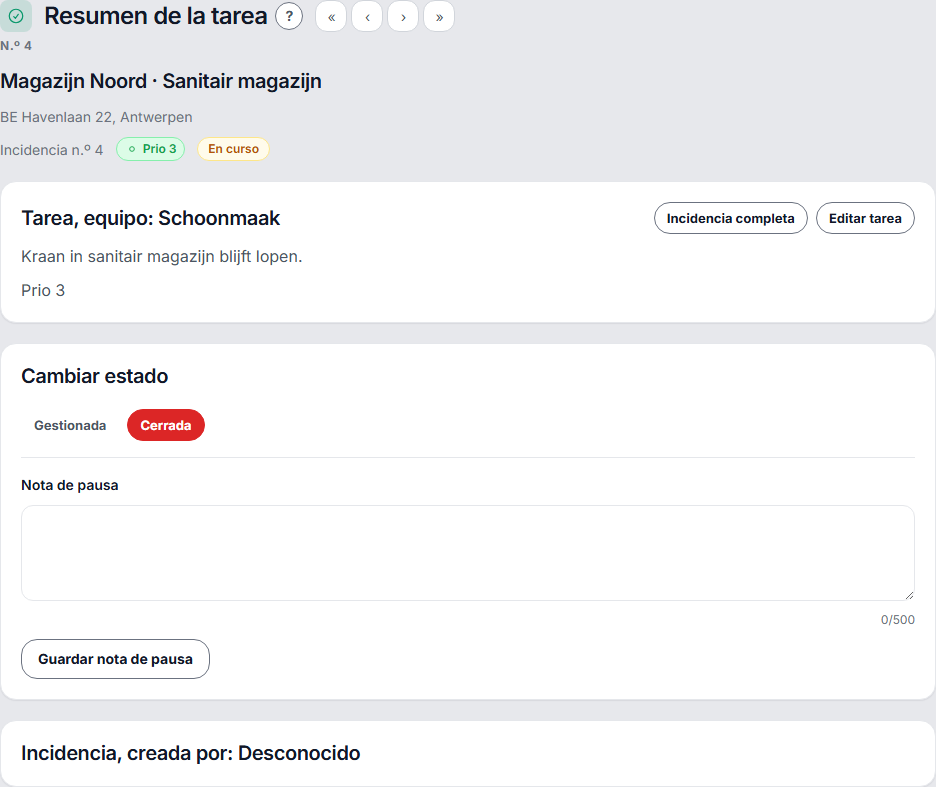 Resumen de la tarea ? « ‹ › »
N.º 4
Magazijn Noord · Sanitair magazijn
BE Havenlaan 22, Antwerpen
Incidencia n.º 4 Prio 3 En curso
Tarea, equipo: Schoonmaak Incidencia completa Editar tarea
Kraan in sanitair magazijn blijft lopen.
Prio 3
Cambiar estado
Gestionada Cerrada
Nota de pausa
0/500
Guardar nota de pausa
Incidencia, creada por: Desconocido